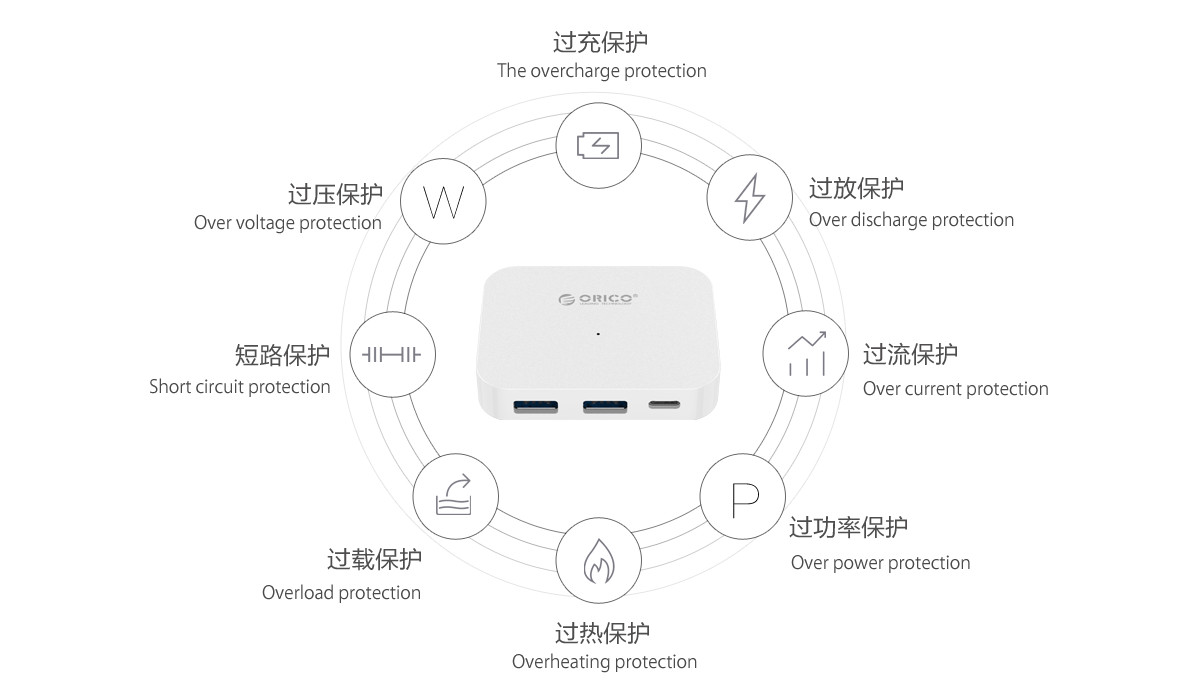 过充保护
The overcharge protection
过压保护
Over voltage protection
W
过放保护
Over discharge protection
ORICO®
短路保护
Short circuit protection
过流保护
Over current protection
P
过功率保护
Over power protection
过载保护
Overload protection
过热保护
Overheating protection